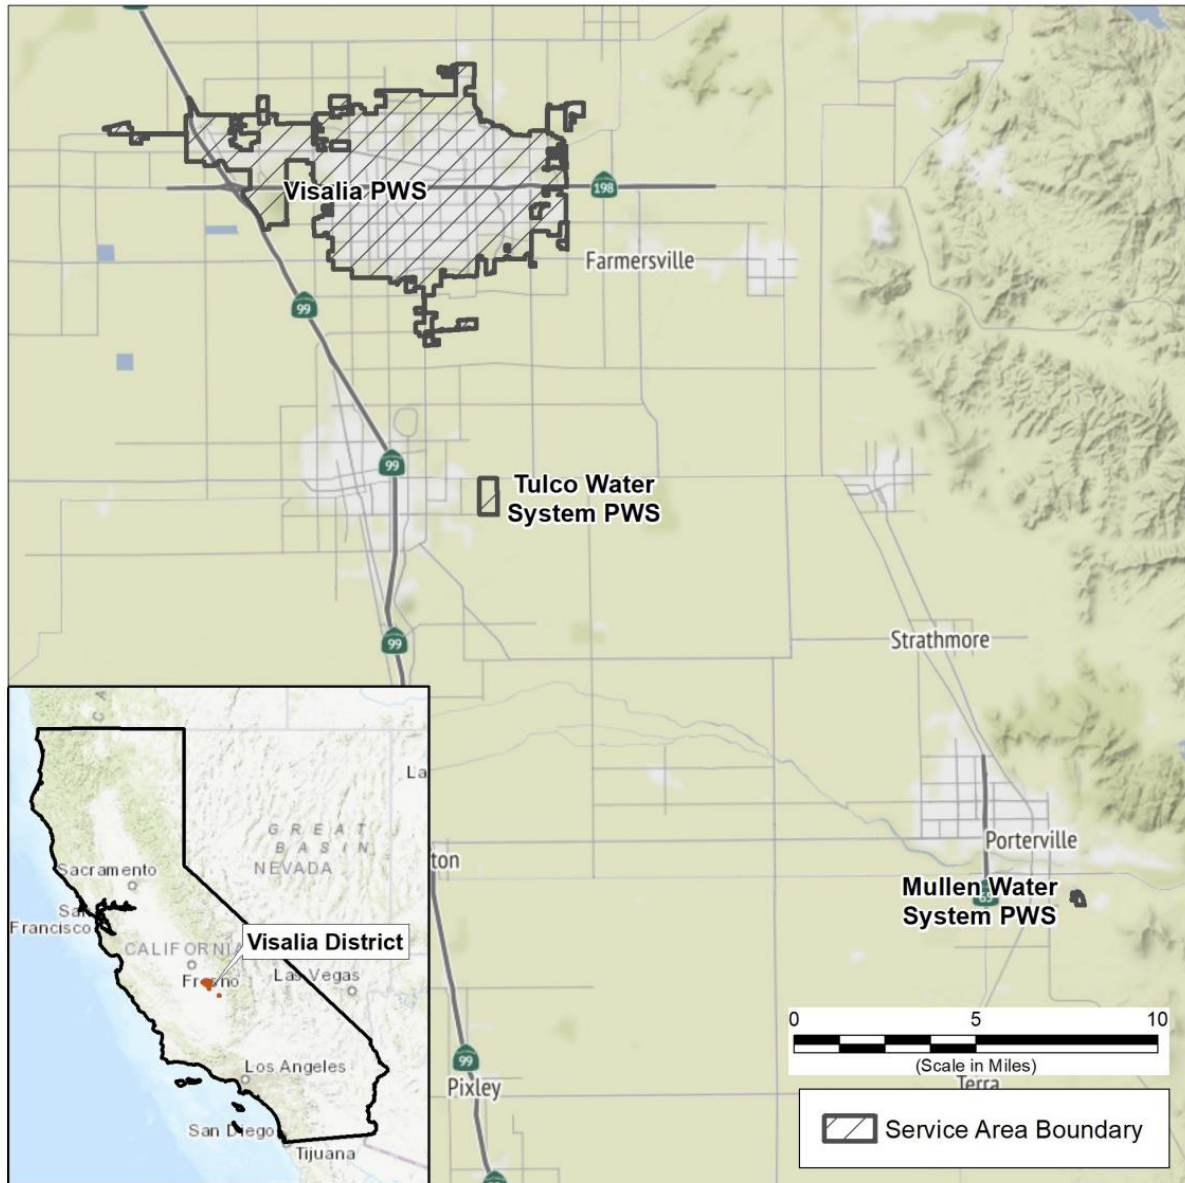 Visalia PWS
198
Farmersville
99
99
Tulco Water
System PWS
99
Strathmore
Porterville
Mullen Water
System PWS
99
Pixley
0 5 10
(Scale in Miles)
Terra
Service Area Boundary
GREAT
BASIN
NEVADA
Sacramento
San
Francisco
CALIFORNIA
Visalia District
Fresno
Las Vegas
Los Angeles
San Diego
Tijuana